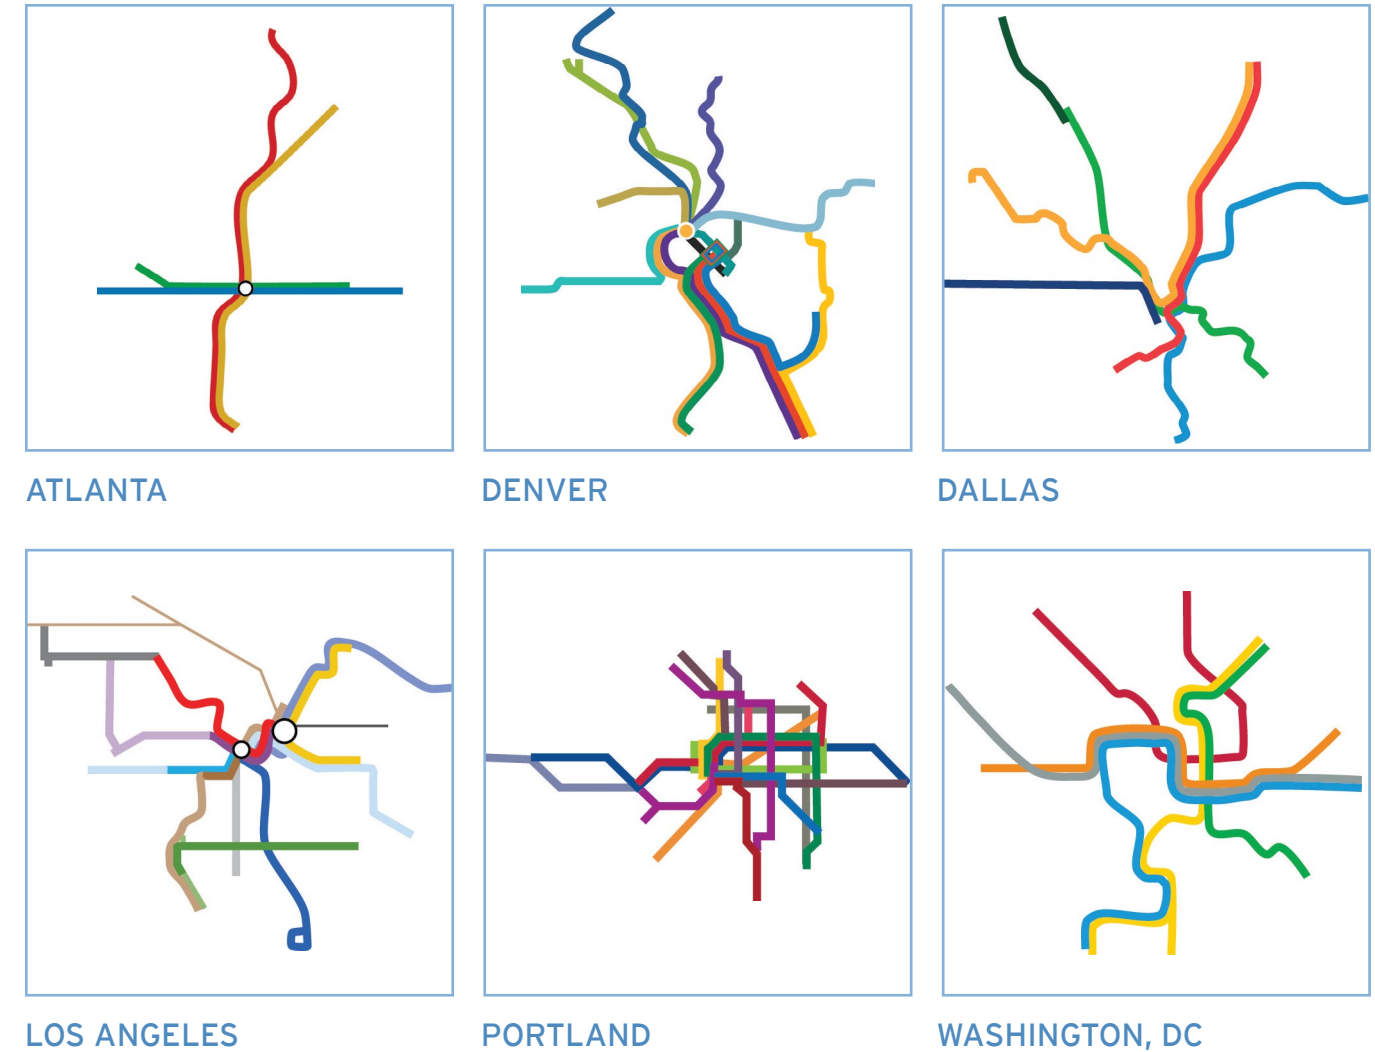 ATLANTA
DENVER
DALLAS
LOS ANGELES
PORTLAND
WASHINGTON, DC